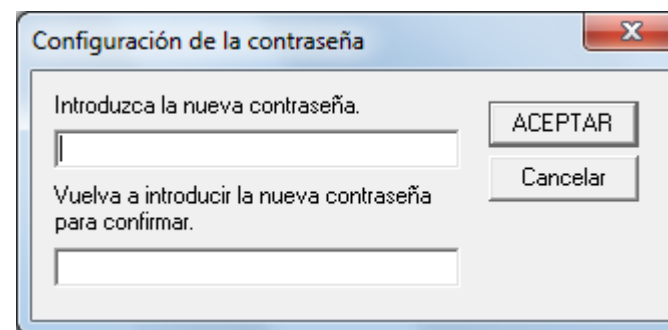 Configuración de la contraseña
Introduzca la nueva contraseña.
ACEPTAR
Cancelar
Vuelva a introducir la nueva contraseña
para confirmar.